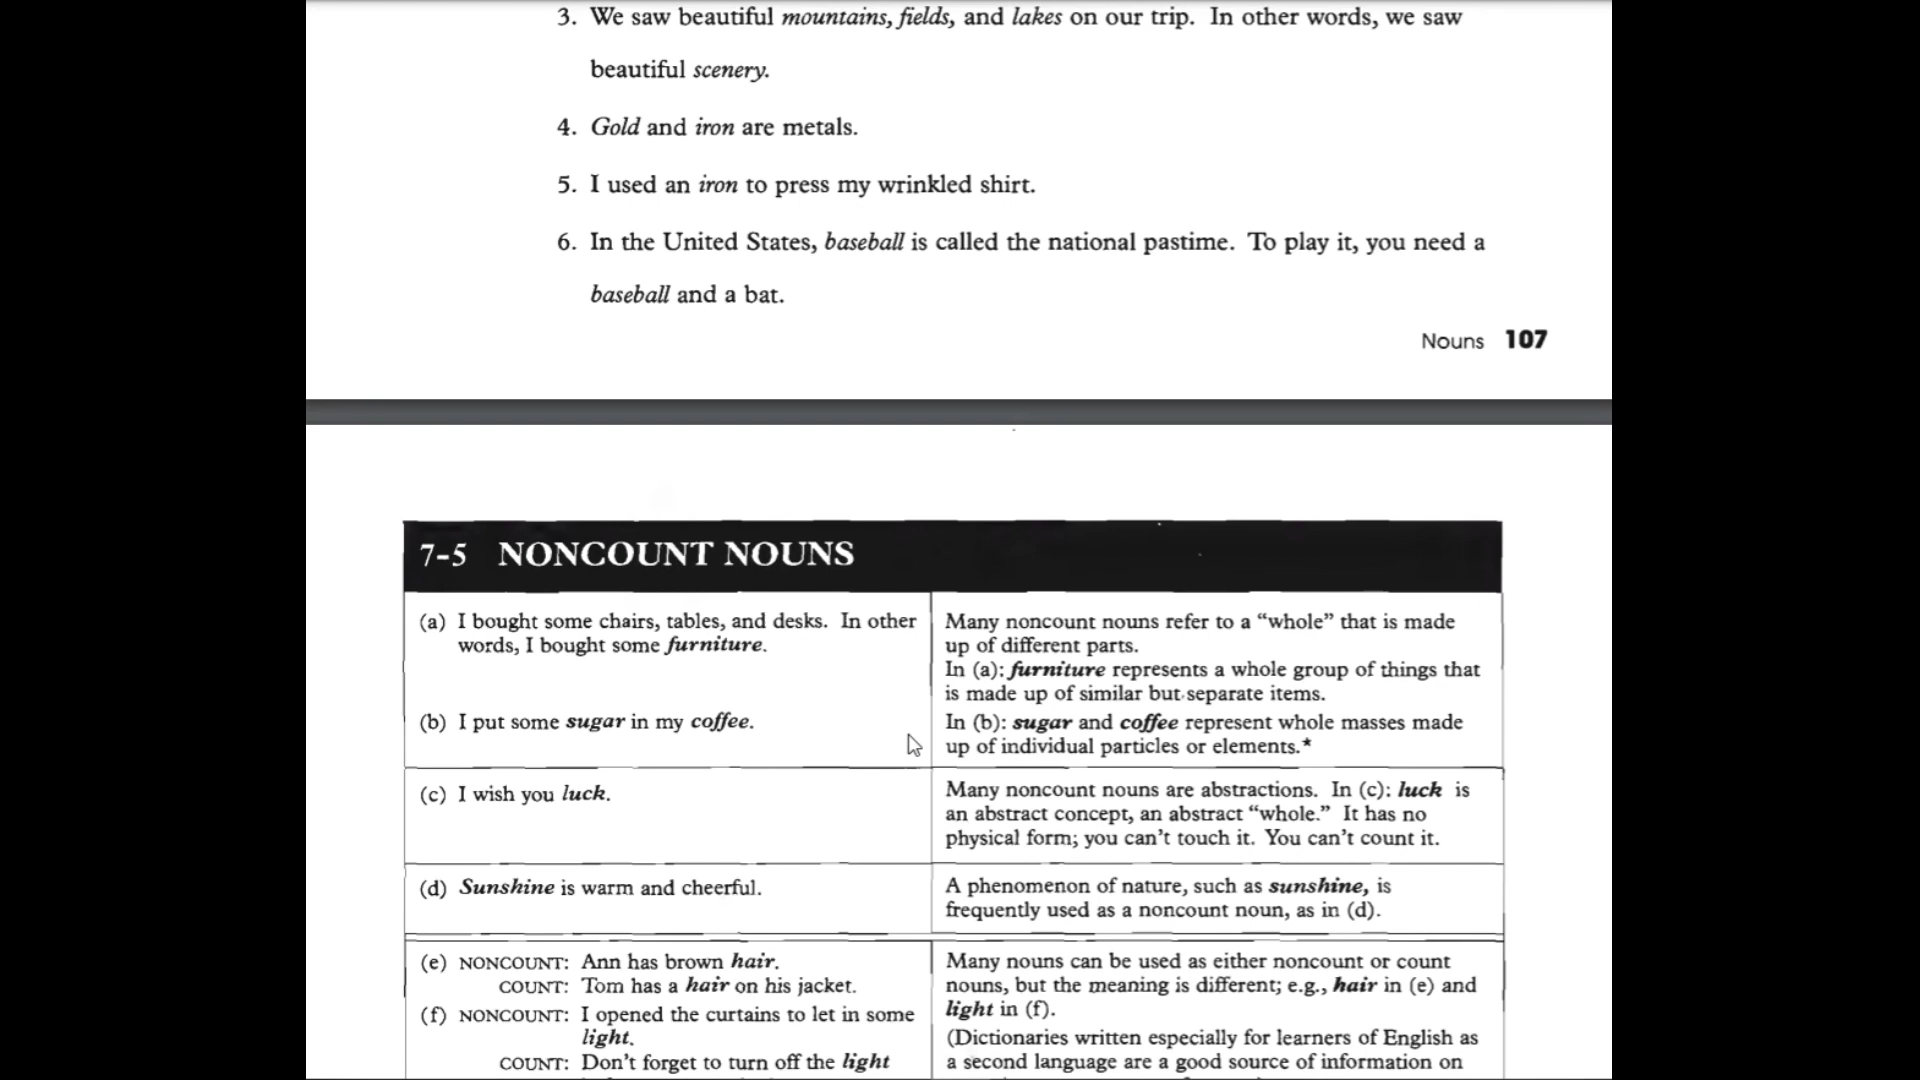 3. We saw beautiful mountains, fields, and lakes on our trip. In other words, we saw
beautiful scenery.
4. Gold and iron are metals.
5. I used an iron to press my wrinkled shirt.
6. In the United States, baseball is called the national pastime. To play it, you need a
baseball and a bat.
Nouns 107
7-5 NONCOUNT NOUNS
(a) I bought some chairs, tables, and desks. In other
words, I bought some furniture.
Many noncount nouns refer to a "whole" that is made
up of different parts.
In (a): furniture represents a whole group of things that
is made up of similar but separate items.
(b) I put some sugar in my coffee.
In (b): sugar and coffee represent whole masses made
up of individual particles or elements.*
(c) I wish you luck.
Many noncount nouns are abstractions. In (c): luck is
an abstract concept, an abstract "whole." It has no
physical form; you can't touch it. You can't count it.
(d) Sunshine is warm and cheerful.
A phenomenon of nature, such as sunshine, is
frequently used as a noncount noun, as in (d).
(e) NONCOUNT: Ann has brown hair.
COUNT: Tom has a hair on his jacket.
(f) NONCOUNT: I opened the curtains to let in some
light.
COUNT: Don't forget to turn off the light
Many nouns can be used as either noncount or count
nouns, but the meaning is different; e.g., hair in (e) and
light in (f).
(Dictionaries written especially for learners of English as
a second language are a good source of information on